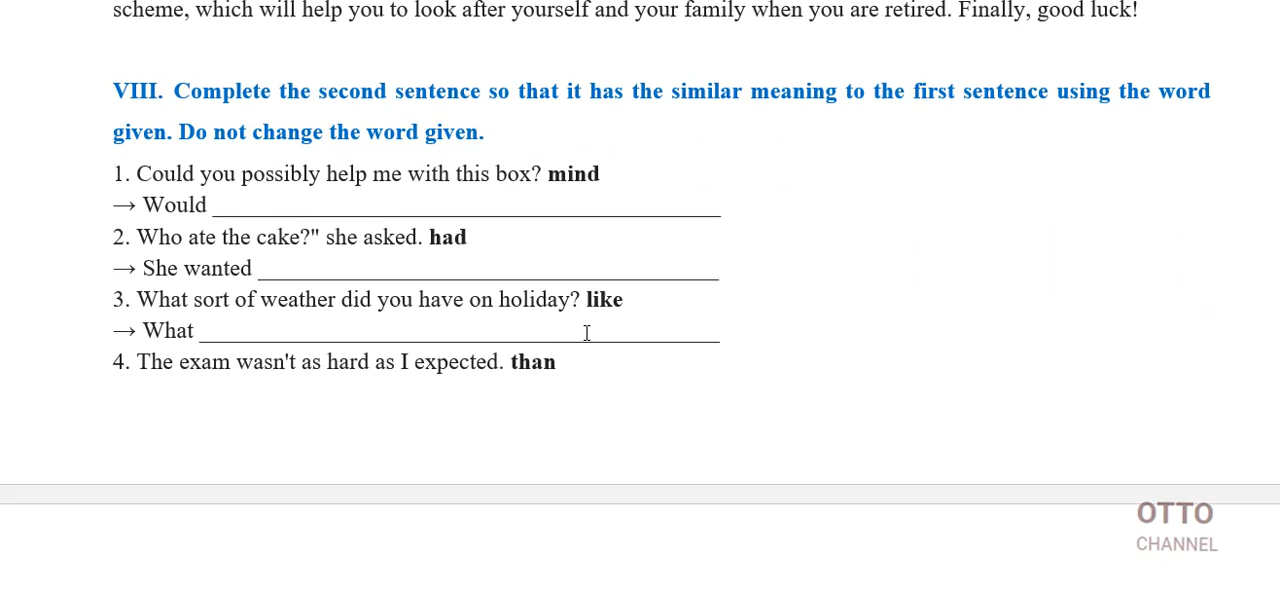 scheme, which will help you to look after yourself and your family when you are retired. Finally, good luck!
VIII. Complete the second sentence so that it has the similar meaning to the first sentence using the word
given. Do not change the word given.
1. Could you possibly help me with this box? mind
→ Would ____________________
2. Who ate the cake?" she asked. had
→ She wanted ____________________
3. What sort of weather did you have on holiday? like
→ What ____________________
4. The exam wasn't as hard as I expected. than
OTTO
CHANNEL